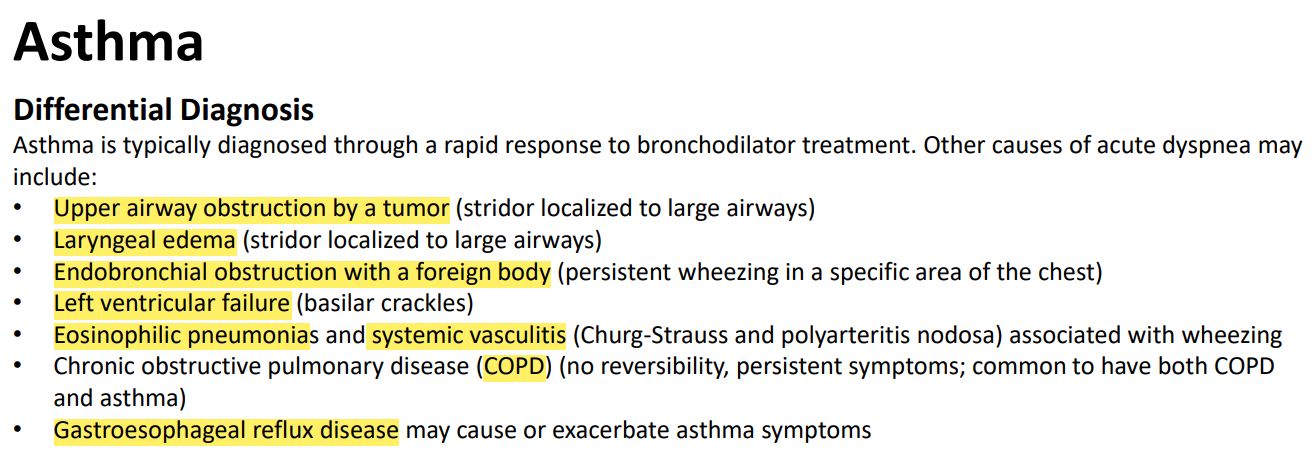 Asthma
Differential Diagnosis
Asthma is typically diagnosed through a rapid response to bronchodilator treatment. Other causes of acute dyspnea may
include:
• Upper airway obstruction by a tumor (stridor localized to large airways)
• Laryngeal edema (stridor localized to large airways)
• Endobronchial obstruction with a foreign body (persistent wheezing in a specific area of the chest)
• Left ventricular failure (basilar crackles)
• Eosinophilic pneumonias and systemic vasculitis (Churg-Strauss and polyarteritis nodosa) associated with wheezing
• Chronic obstructive pulmonary disease (COPD) (no reversibility, persistent symptoms; common to have both COPD
and asthma)
• Gastroesophageal reflux disease may cause or exacerbate asthma symptoms